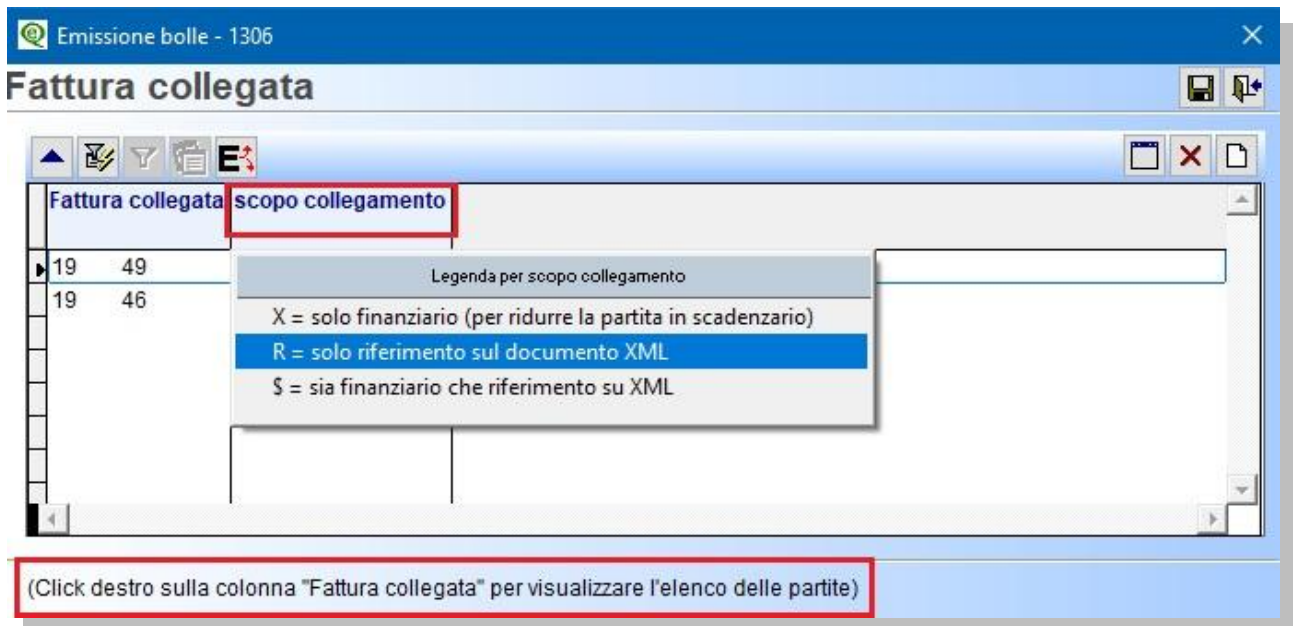 Emissione bolle - 1306
Fattura collegata
E
Fattura collegata scopo collegamento
19 49
19 46
Legenda per scopo collegamento
X = solo finanziario (per ridurre la partita in scadenzario)
R = solo riferimento sul documento XML
$ = sia finanziario che riferimento su XML
(Click destro sulla colonna "Fattura collegata" per visualizzare l'elenco delle partite)